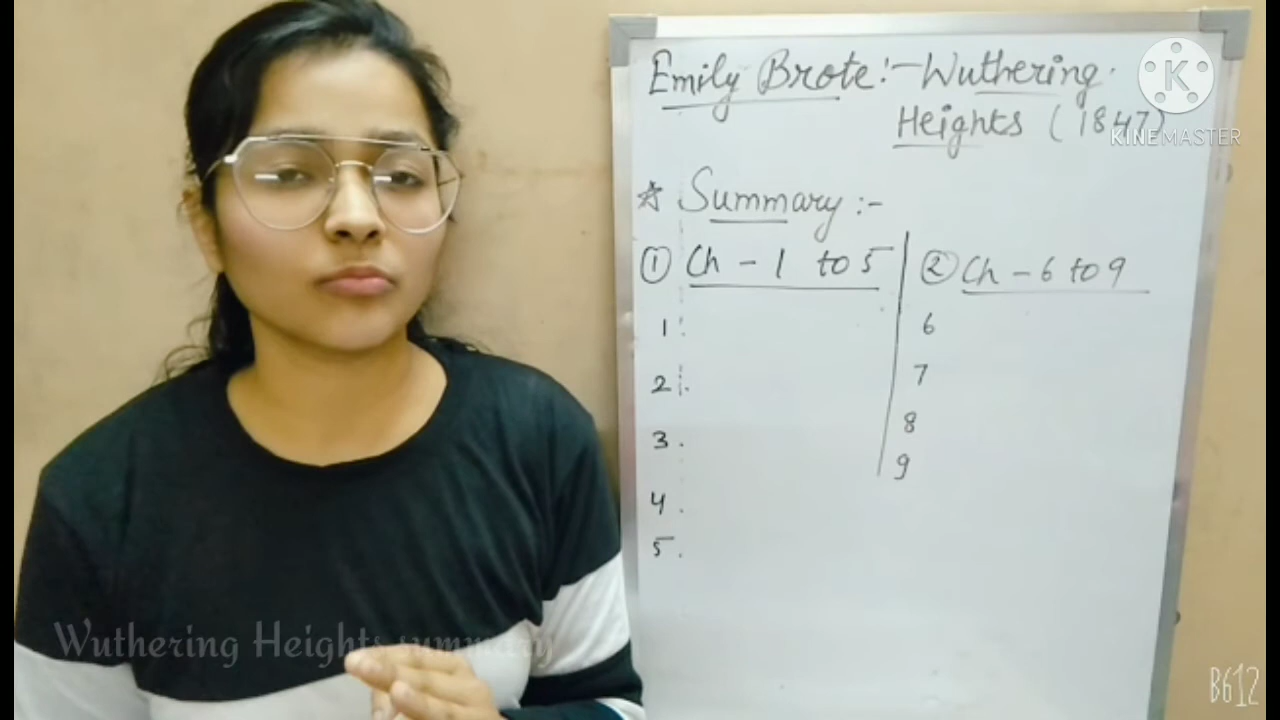 Emily Brote:- Wuthering
Heights (1847)
K
KINEMASTER
☆ Summary :-
① Ch - 1 to 5
② Ch - 6 to 9
1.
2.
3.
4.
5.
6
7
8
9
Wuthering Heights summary
B612